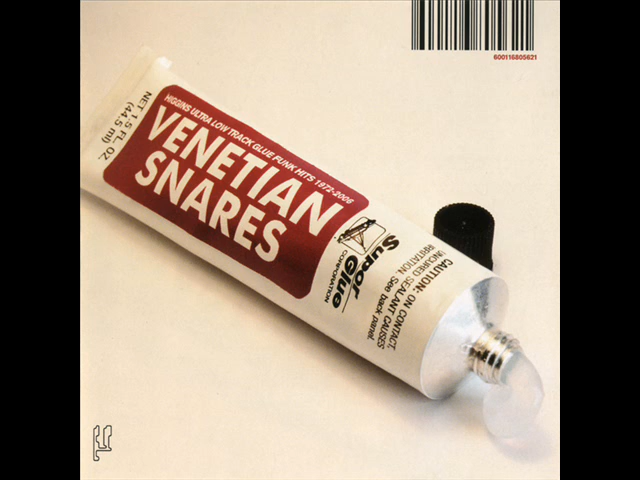 600116805621
HIGGINS ULTRA LOW TRACK GLUE FUNK HITS 1972-2006
VENETIAN
SNARES
NET 1.5 FL. OZ
(44.5 ml)
Supor
Glue
CORPORATION
CAUTION: ON CONTACT,
UNCURED SEALANT CAUSES
IRRITATION. See back panel.